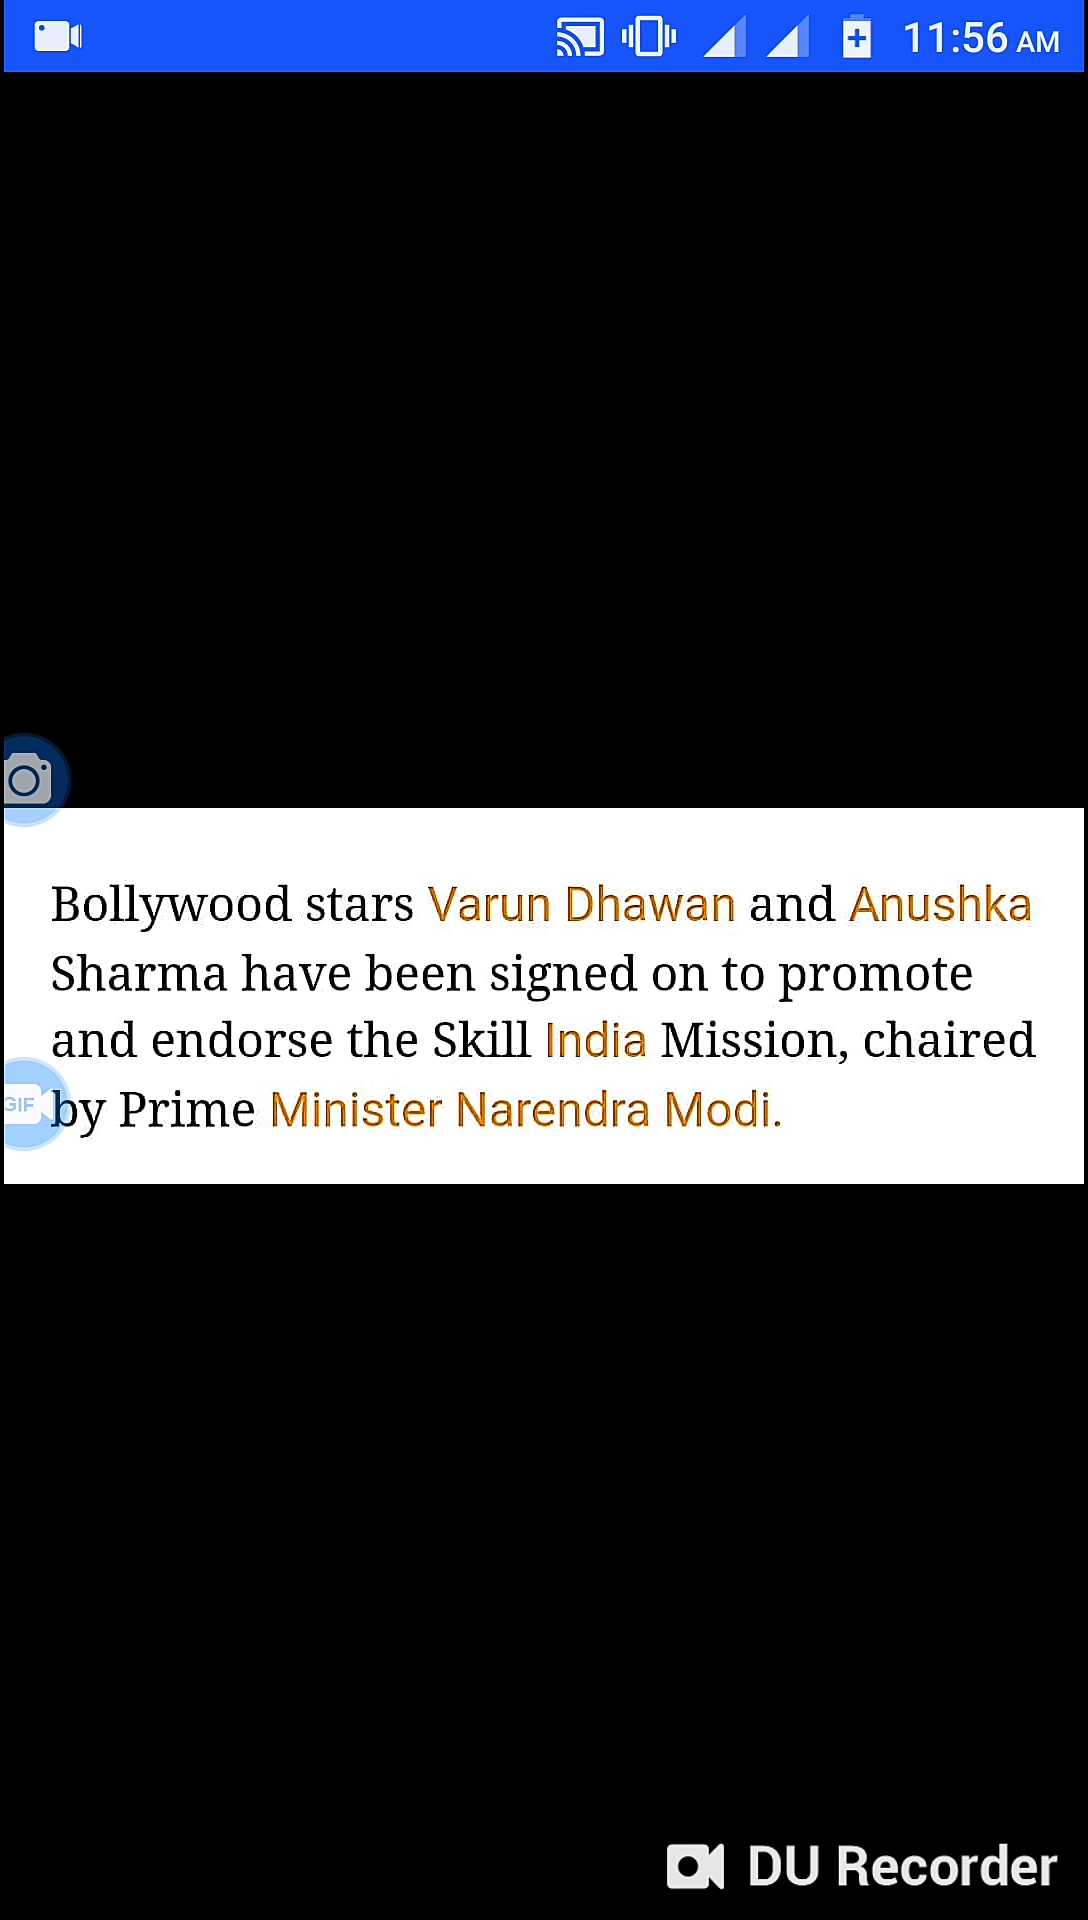 11:56 AM
Bollywood stars Varun Dhawan and Anushka
Sharma have been signed on to promote
and endorse the Skill India Mission, chaired
GIF
by Prime Minister Narendra Modi.
DU Recorder